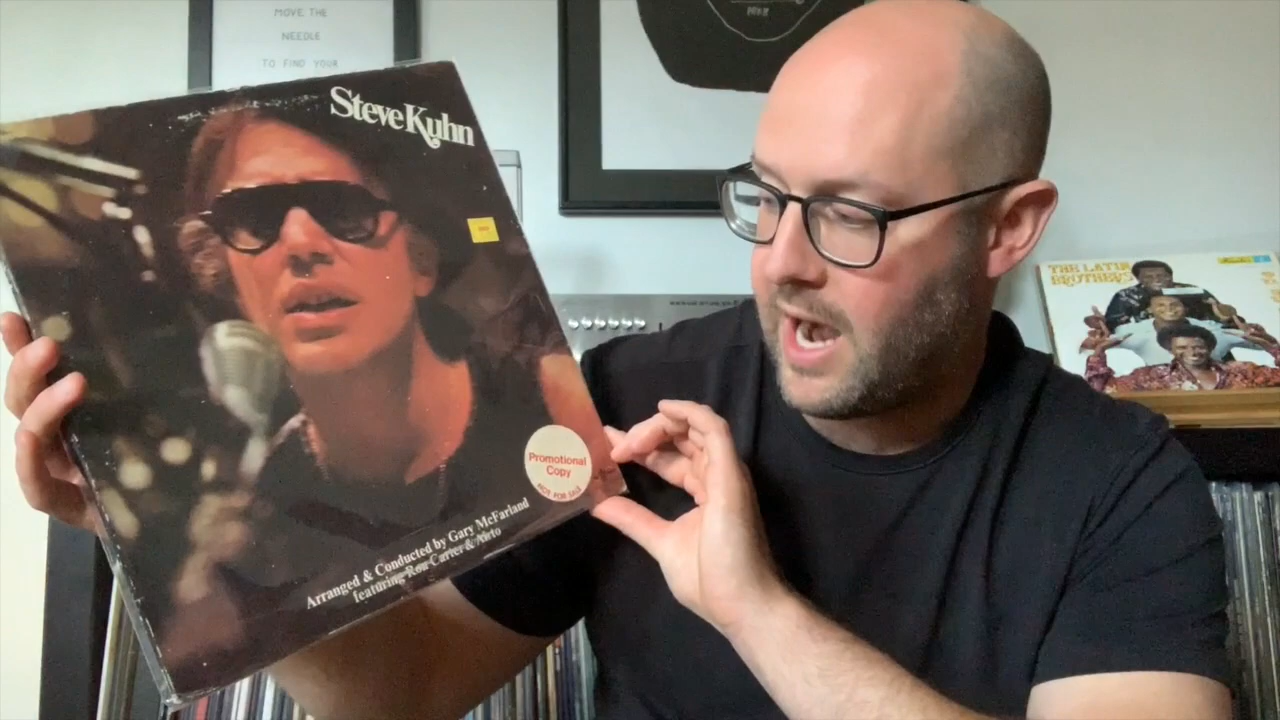 MOVE THE
NEEDLE
TO FIND YOUR
Steve Kuhn
Promotional
Copy
NOT FOR SALE
Arranged & Conducted by Gary McFarland
featuring Ron Carter & Airto
marantz
THE LATIN
BROTHERS